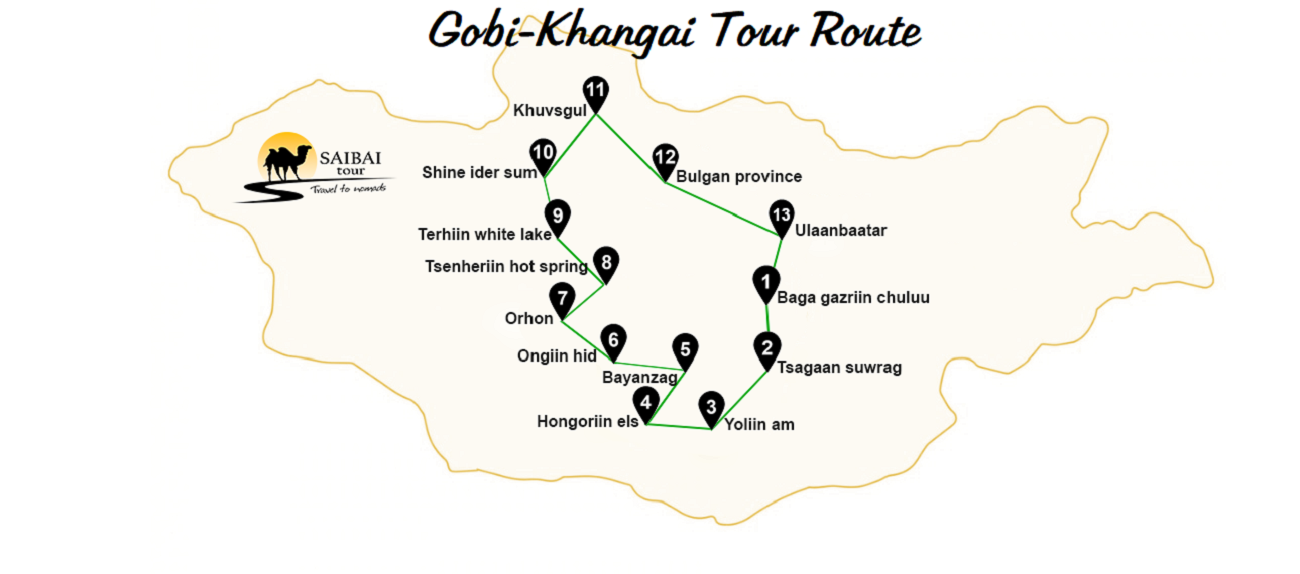 Gobi-Khangai Tour Route
SAIBAI
tour
Travel to nomads
11
Khuvsgul
10
Shine ider sum
12
Bulgan province
9
Terhiin white lake
13
Ulaanbaatar
8
Tsenheriin hot spring
1
Baga gazriin chuluu
7
Orhon
6
Ongiin hid
5
Bayanzag
2
Tsagaan suwrag
4
Hongoriin els
3
Yoliin am